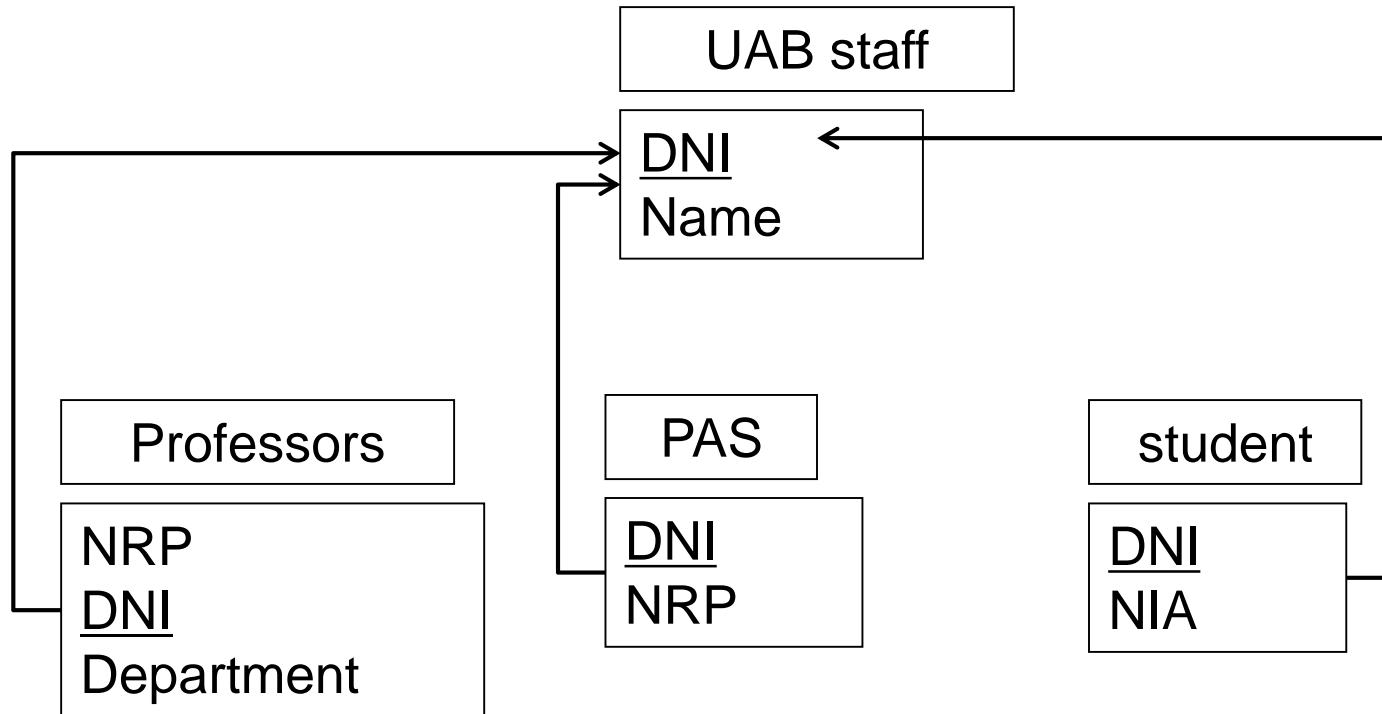 UAB staff
DNI
Name
Professors
NRP
DNI
Department
PAS
DNI
NRP
student
DNI
NIA